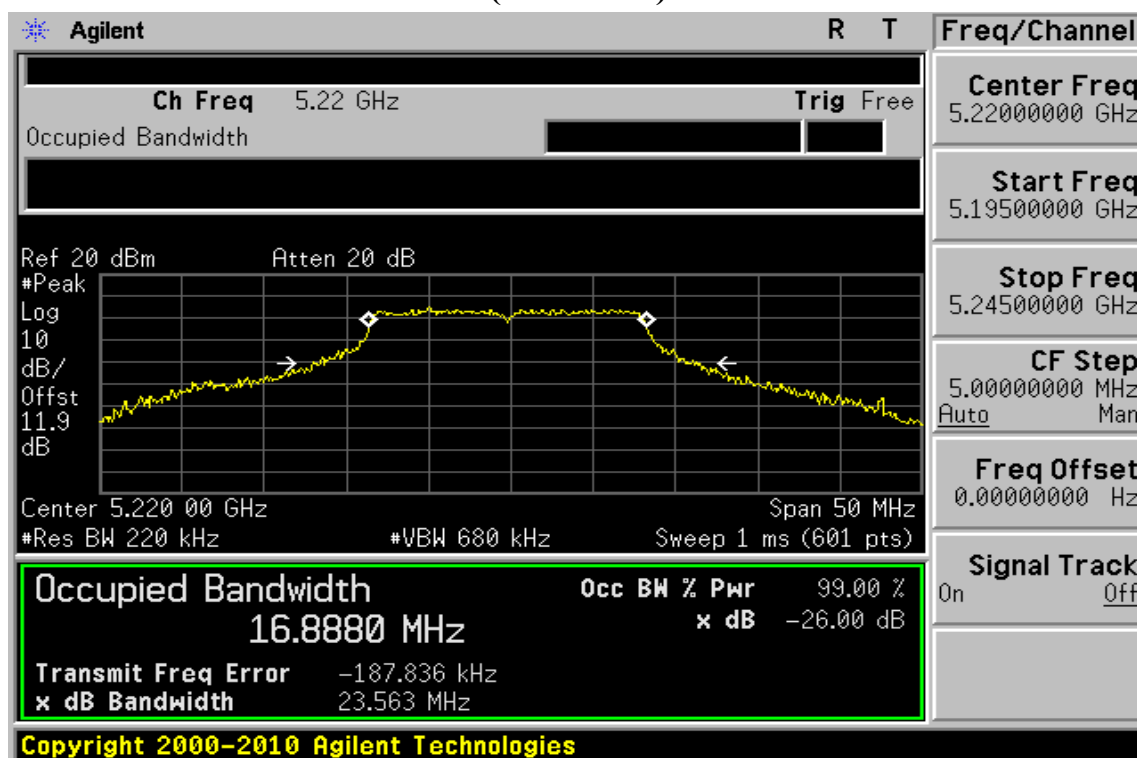 Agilent R T Freq/Channel
Ch Freq 5.22 GHz Trig Free
Occupied Bandwidth
Center Freq
5.22000000 GHz
Start Freq
5.19500000 GHz
Stop Freq
5.24500000 GHz
CF Step
5.00000000 MHz
Auto Man
Freq Offset
0.00000000 Hz
Signal Track
On Off
Ref 20 dBm Atten 20 dB
#Peak
Log
10
dB/
Offst
11.9
dB
Center 5.220 00 GHz Span 50 MHz
#Res BW 220 kHz #VBW 680 kHz Sweep 1 ms (601 pts)
Occupied Bandwidth Occ BW % Pwr 99.00 %
16.8880 MHz x dB -26.00 dB
Transmit Freq Error -187.836 kHz
x dB Bandwidth 23.563 MHz
Copyright 2000-2010 Agilent Technologies